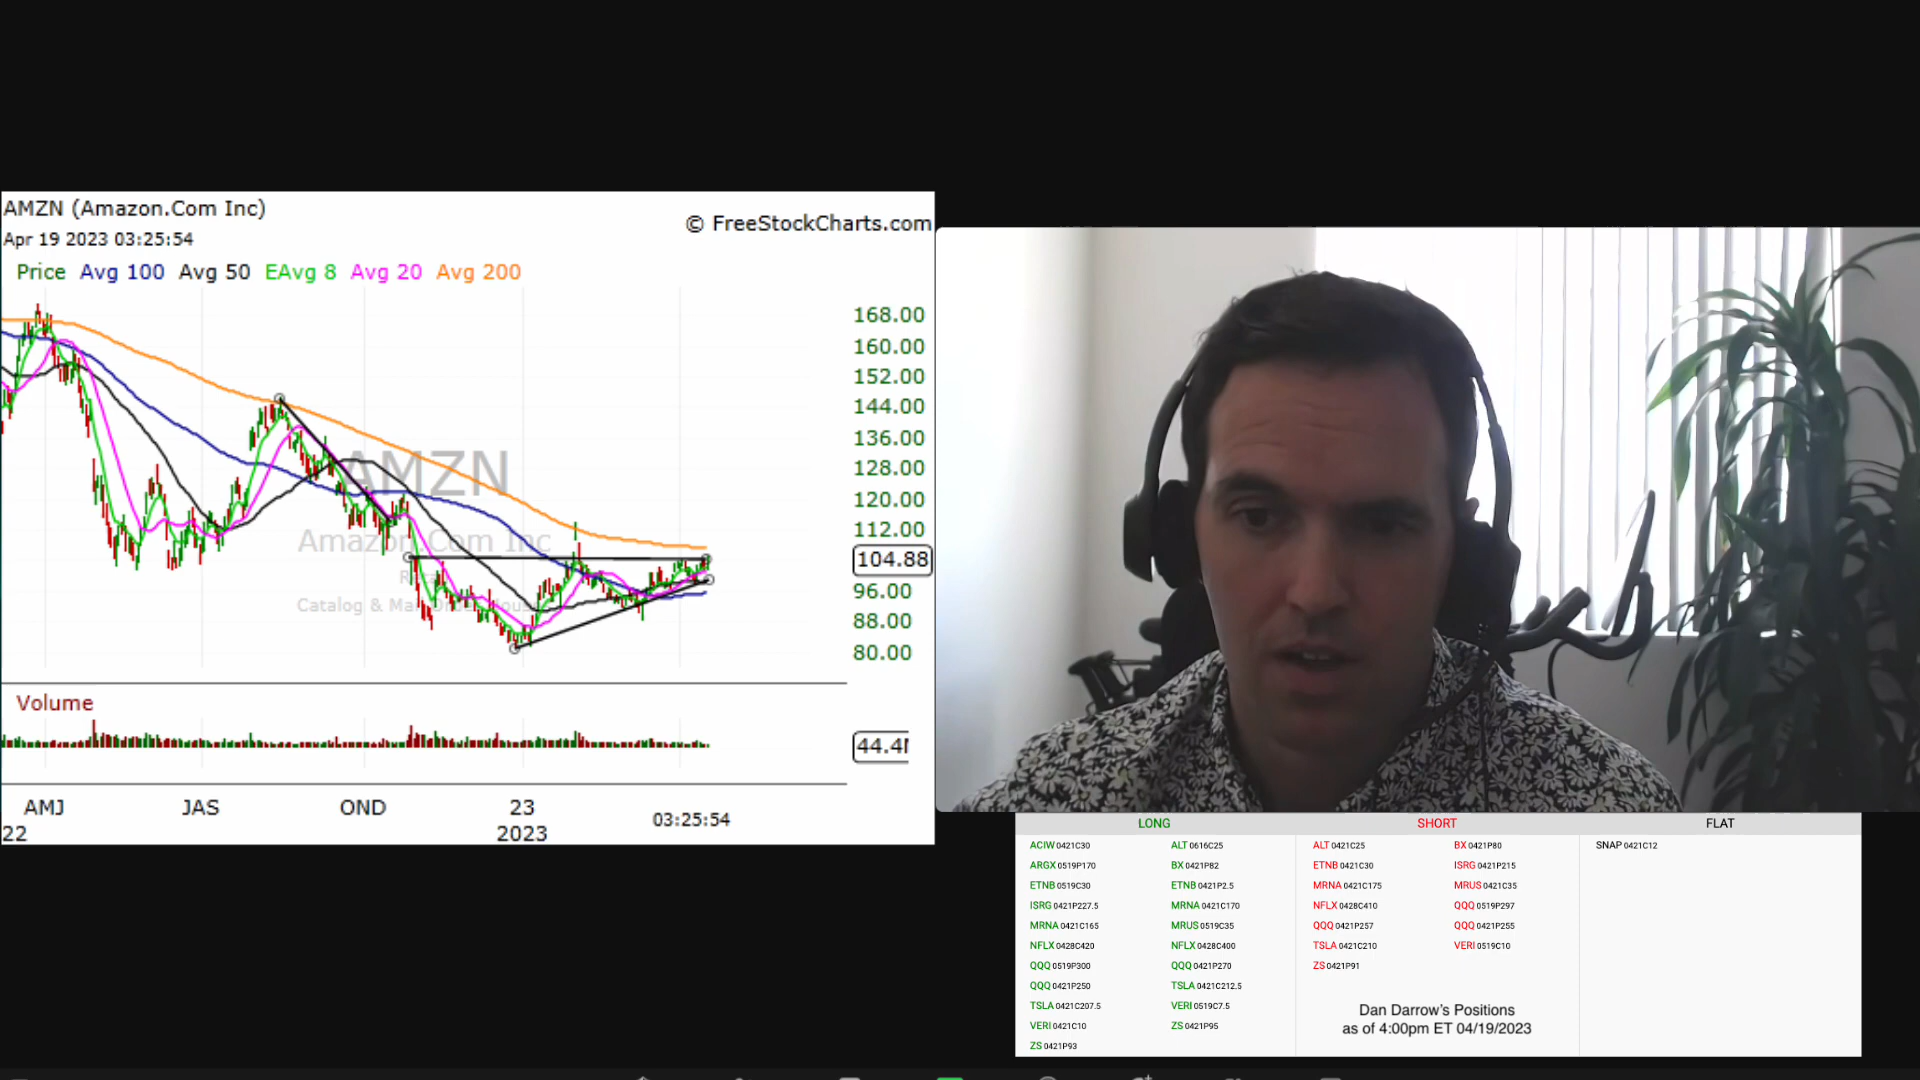 AMZN (Amazon.Com Inc)
© FreeStockCharts.com
Apr 19 2023 03:25:54
Price Avg 100 Avg 50 EAvg 8 Avg 20 Avg 200
168.00
160.00
152.00
144.00
136.00
128.00
120.00
112.00
104.88
96.00
88.00
80.00
AMZN
Amazon.Com Inc
Catalog &
Volume
44.4
AMJ JAS OND 23
22 2023 03:25:54
LONG SHORT FLAT
ACIW 0421C30 ALT 0616C25 ALT 0421C25 BX 0421P80 SNAP 0421C12
ARGX 0519P170 BX 0421P82 ETNB 0421C30 ISRG 0421P215
ETNB 0519C30 ETNB 0421P2.5 MRNA 0421C175 MRUS 0421C35
ISRG 0421P227.5 MRNA 0421C170 NFLX 0428C410 QQQ 0519P297
MRNA 0421C165 MRUS 0519C35 QQQ 0421P257 QQQ 0421P255
NFLX 0428C420 NFLX 0428C400 TSLA 0421C210 VERI 0519C10
QQQ 0519P300 QQQ 0421P270 ZS 0421P91
QQQ 0421P250 TSLA 0421C212.5
TSLA 0421C207.5 VERI 0519C7.5
VERI 0421C10 ZS 0421P95
ZS 0421P93
Dan Darrow's Positions
as of 4:00pm ET 04/19/2023